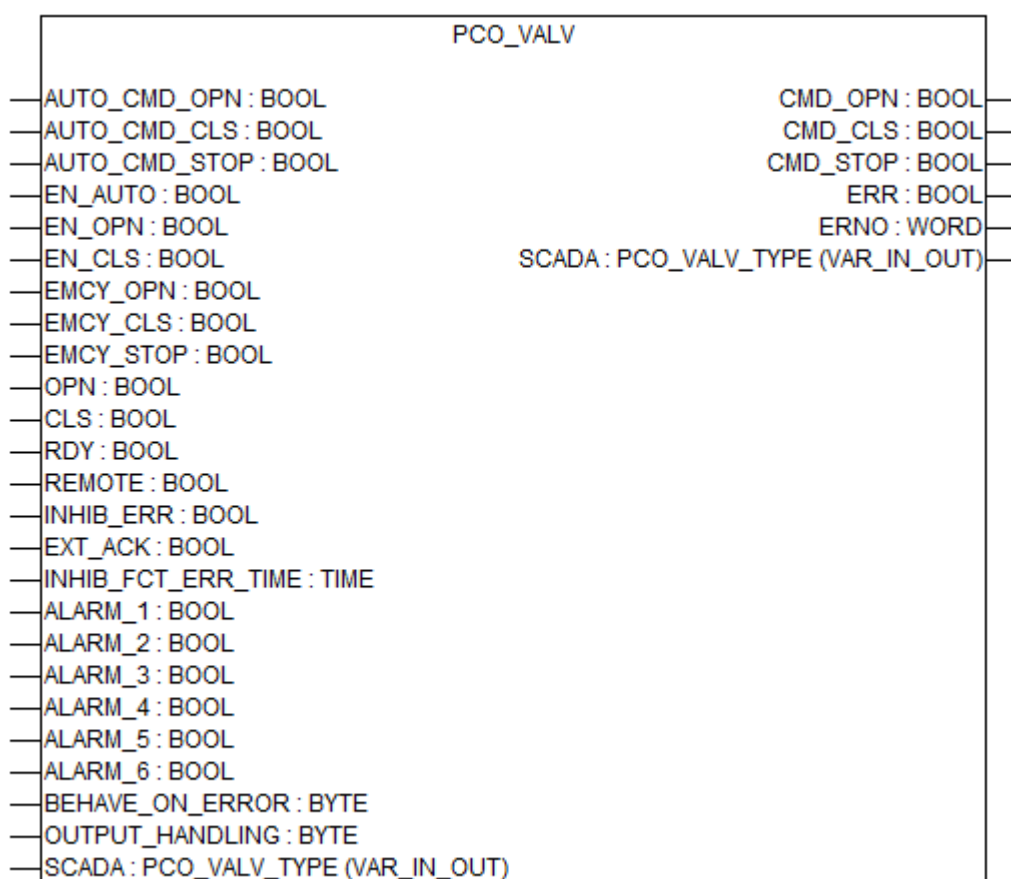 PCO_VALV
AUTO_CMD_OPN : BOOL CMD_OPN : BOOL
AUTO_CMD_CLS : BOOL CMD_CLS : BOOL
AUTO_CMD_STOP : BOOL CMD_STOP : BOOL
EN_AUTO : BOOL ERR : BOOL
EN_OPN : BOOL ERNO : WORD
EN_CLS : BOOL SCADA : PCO_VALV_TYPE (VAR_IN_OUT)
EMCY_OPN : BOOL
EMCY_CLS : BOOL
EMCY_STOP : BOOL
OPN : BOOL
CLS : BOOL
RDY : BOOL
REMOTE : BOOL
INHIB_ERR : BOOL
EXT_ACK : BOOL
INHIB_FCT_ERR_TIME : TIME
ALARM_1 : BOOL
ALARM_2 : BOOL
ALARM_3 : BOOL
ALARM_4 : BOOL
ALARM_5 : BOOL
ALARM_6 : BOOL
BEHAVE_ON_ERROR : BYTE
OUTPUT_HANDLING : BYTE
SCADA : PCO_VALV_TYPE (VAR_IN_OUT)